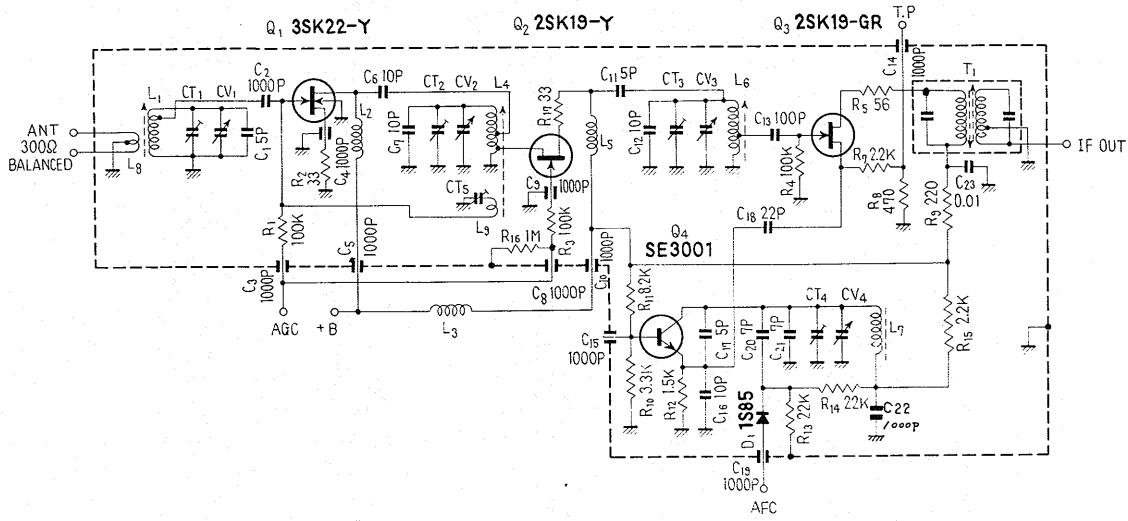 Q1 3SK22-Y
Q2 2SK19-Y
Q3 2SK19-GR
T.P
C14 1000P
T1
L1
CT1
CV1
C1 5P
C2
1000P
L2
C6 10P
CT2
CV2
L4
C7 10P
R17 33
C11 5P
CT3
CV3
L6
C12 10P
C13 100P
R5 56
R7 2.2K
ANT
300Ω
BALANCED
L8
R2
33
C4 1000P
CT5
L9
C9
1000P
L5
R4 100K
R8
470
C23
0.01
IF OUT
R9 220
R1
100K
C5
1000P
R16 1M
R3 100K
C18 22P
Q4
SE3001
C3
1000P
C8 1000P
C10 1000P
AGC
+B
L3
R11 8.2K
C15
1000P
C17 5P
C20 7P
C21 7P
CT4
CV4
L7
R15 2.2K
R10 3.3K
R12 1.5K
C16 10P
D1 1S85
R13 22K
R14 22K
C22
1000P
C19
1000P
AFC